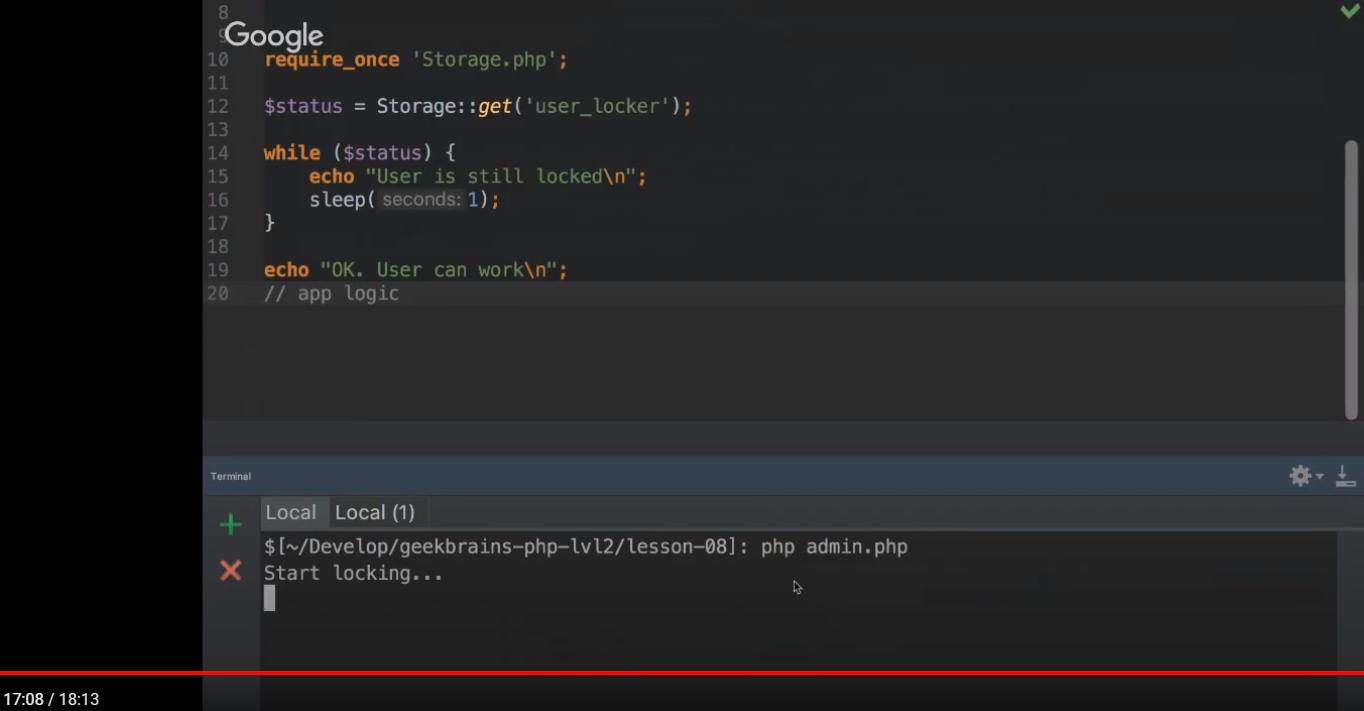 8
9
Google
10 require_once 'Storage.php';
11
12 $status = Storage::get('user_locker');
13
14 while ($status) {
15 echo "User is still locked\n";
16 sleep( seconds: 1);
17 }
18
19 echo "OK. User can work\n";
20 // app logic
Terminal
Local Local (1)
$[~/Develop/geekbrains-php-lvl2/lesson-08]: php admin.php
Start locking...
17:08 / 18:13